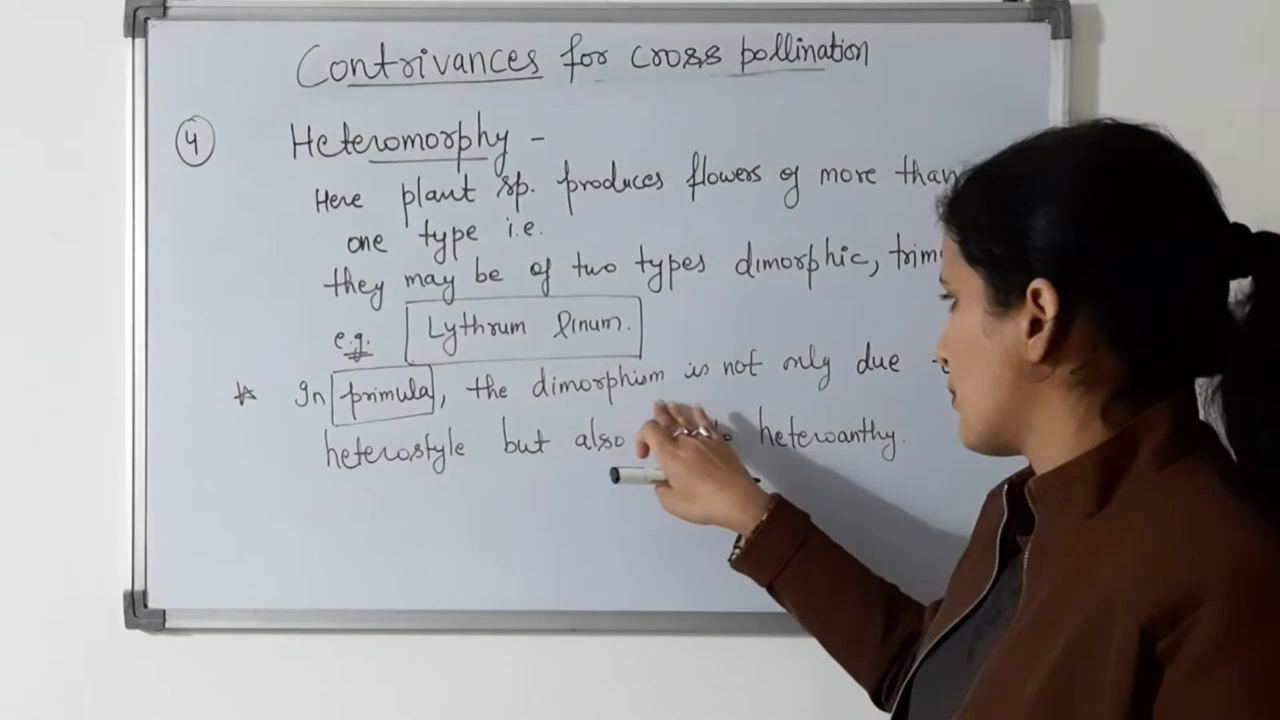 Contrivances for cross pollination
4 Heteromorphy -
Here plant sp. produces flowers of more than
one type i.e.
they may be of two types dimorphic,
e.g. Lythrum linum.
☆ In primula, the dimorphism is not only due
heterostyle but also heteroanthy.